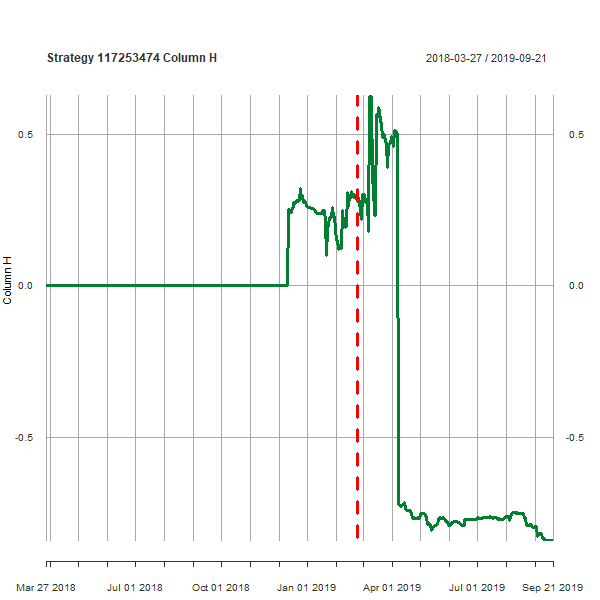 Strategy 117253474 Column H
2018-03-27 / 2019-09-21
0.5
0.5
0.0
0.0
-0.5
-0.5
Column H
Mar 27 2018
Jul 01 2018
Oct 01 2018
Jan 01 2019
Apr 01 2019
Jul 01 2019
Sep 21 2019